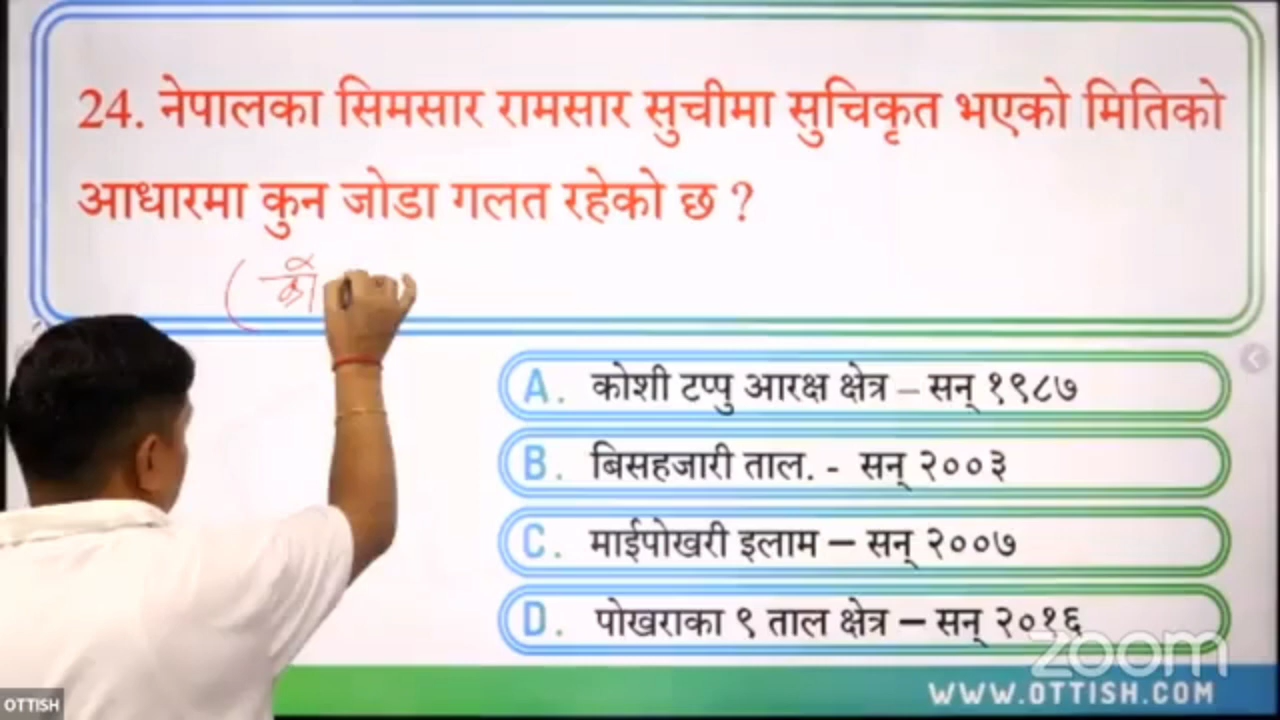 24. नेपालका सिमसार रामसार सुचीमा सुचिकृत भएको मितिको
आधारमा कुन जोडा गलत रहेको छ ?
( को
A. कोशी टप्पु आरक्ष क्षेत्र – सन् १९८७
B. बिसहजारी ताल. - सन् २००३
C. माईपोखरी इलाम – सन् २००७
D. पोखराका ९ ताल क्षेत्र – सन् २०१६
zoom
WWW.OTTISH.COM
OTTISH